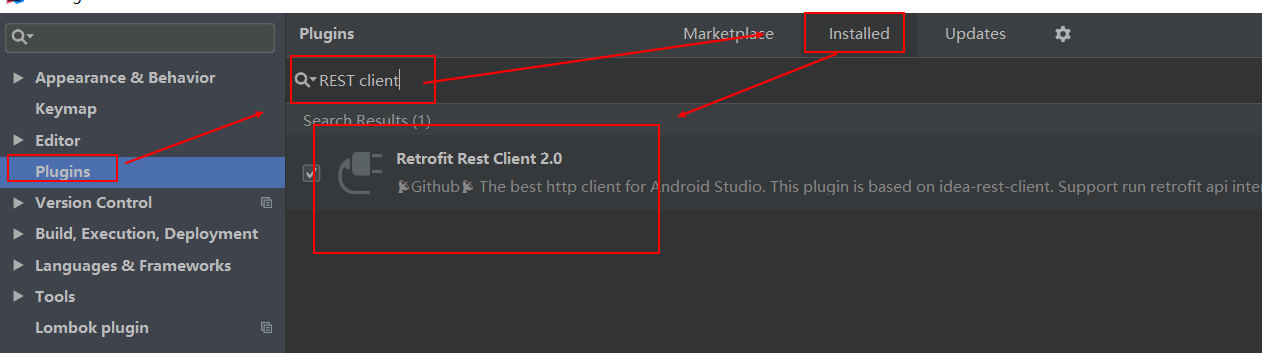 Plugins
Marketplace
Installed
Updates
Appearance & Behavior
Keymap
Editor
Plugins
Version Control
Build, Execution, Deployment
Languages & Frameworks
Tools
Lombok plugin
REST client
Search Results (1)
Retrofit Rest Client 2.0
Github The best http client for Android Studio. This plugin is based on idea-rest-client. Support run retrofit api